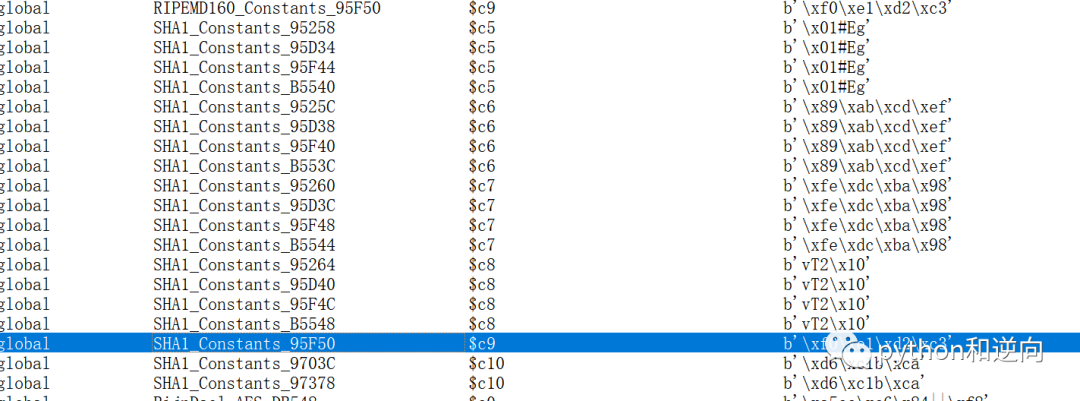 global RIPEMD160_Constants_95F50 $c9 b'\xf0\xe1\xd2\xc3'
global SHA1_Constants_95258 $c5 b'\x01#Eg'
global SHA1_Constants_95D34 $c5 b'\x01#Eg'
global SHA1_Constants_95F44 $c5 b'\x01#Eg'
global SHA1_Constants_B5540 $c5 b'\x01#Eg'
global SHA1_Constants_9525C $c6 b'\x89\xab\xcd\xef'
global SHA1_Constants_95D38 $c6 b'\x89\xab\xcd\xef'
global SHA1_Constants_95F40 $c6 b'\x89\xab\xcd\xef'
global SHA1_Constants_B553C $c6 b'\x89\xab\xcd\xef'
global SHA1_Constants_95260 $c7 b'\xfe\xdc\xba\x98'
global SHA1_Constants_95D3C $c7 b'\xfe\xdc\xba\x98'
global SHA1_Constants_95F48 $c7 b'\xfe\xdc\xba\x98'
global SHA1_Constants_B5544 $c7 b'\xfe\xdc\xba\x98'
global SHA1_Constants_95264 $c8 b'vT2\x10'
global SHA1_Constants_95D40 $c8 b'vT2\x10'
global SHA1_Constants_95F4C $c8 b'vT2\x10'
global SHA1_Constants_B5548 $c8 b'vT2\x10'
global SHA1_Constants_95F50 $c9 b'\xf0\xe1\xd2\xc3'
python和逆向
global SHA1_Constants_9703C $c10 b'\xd6\xc1b\xca'
global SHA1_Constants_97378 $c10 b'\xd6\xc1b\xca'